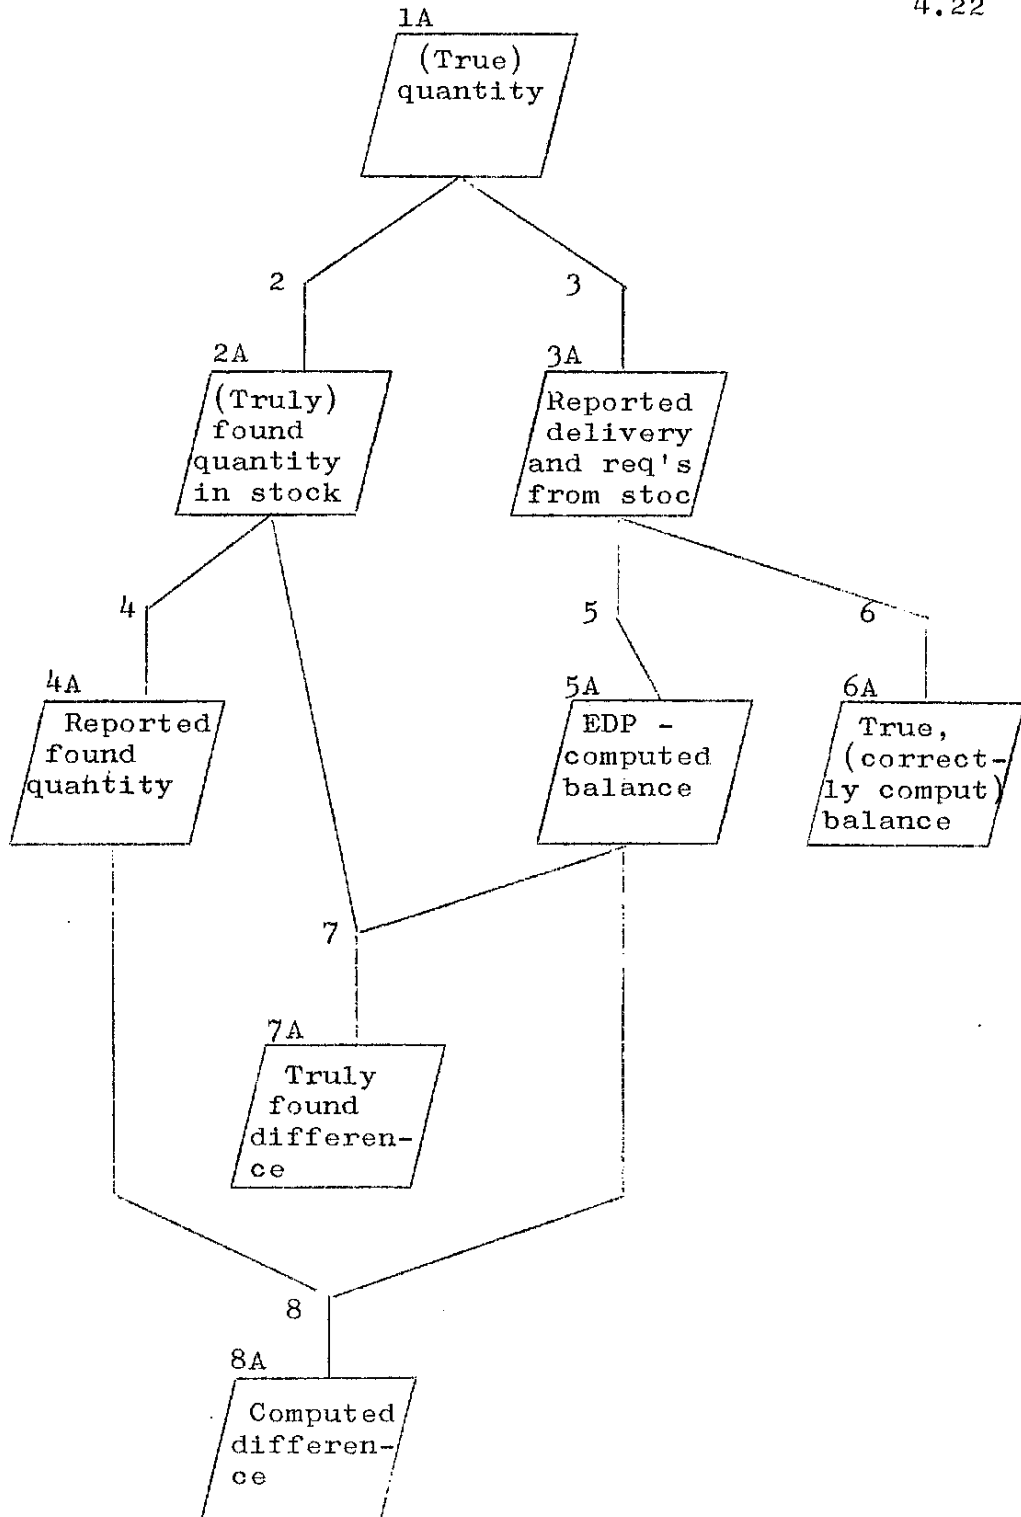 4.22
1A
(True)
quantity
2
3
2A
(Truly)
found
quantity
in stock
3A
Reported
delivery
and req's
from stoc
4
5
6
4A
Reported
found
quantity
5A
EDP -
computed
balance
6A
True,
(correct-
ly comput)
balance
7
7A
Truly
found
differen-
ce
8
8A
Computed
differen-
ce